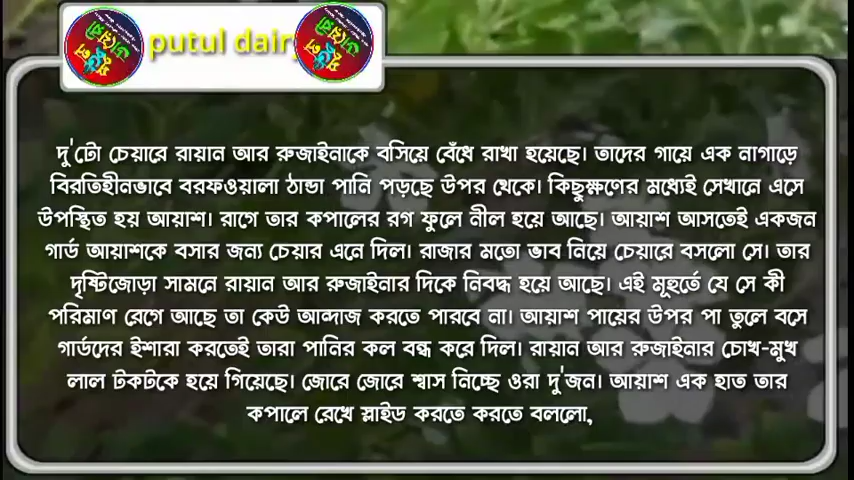 putul dairy
দু'টো চেয়ারে রায়ান আর রুজাইনাকে বসিয়ে বেঁধে রাখা হয়েছে। তাদের গায়ে এক নাগাড়ে
বিরতিহীনভাবে বরফওয়ালা ঠান্ডা পানি পড়ছে উপর থেকে। কিছুক্ষণের মধ্যেই সেখানে এসে
উপস্থিত হয় আয়াশ। রাগে তার কপালের রগ ফুলে নীল হয়ে আছে। আয়াশ আসতেই একজন
গার্ড আয়াশকে বসার জন্য চেয়ার এনে দিল। রাজার মতো ভাব নিয়ে চেয়ারে বসলো সে। তার
দৃষ্টিজোড়া সামনে রায়ান আর রুজাইনার দিকে নিবদ্ধ হয়ে আছে। এই মূহুর্তে যে সে কী
পরিমাণ রেগে আছে তা কেউ আন্দাজ করতে পারবে না। আয়াশ পায়ের উপর পা তুলে বসে
গার্ডদের ইশারা করতেই তারা পানির কল বন্ধ করে দিল। রায়ান আর রুজাইনার চোখ-মুখ
লাল টকটকে হয়ে গিয়েছে। জোরে জোরে শ্বাস নিচ্ছে ওরা দু'জন। আয়াশ এক হাত তার
কপালে রেখে স্লাইড করতে করতে বললো,